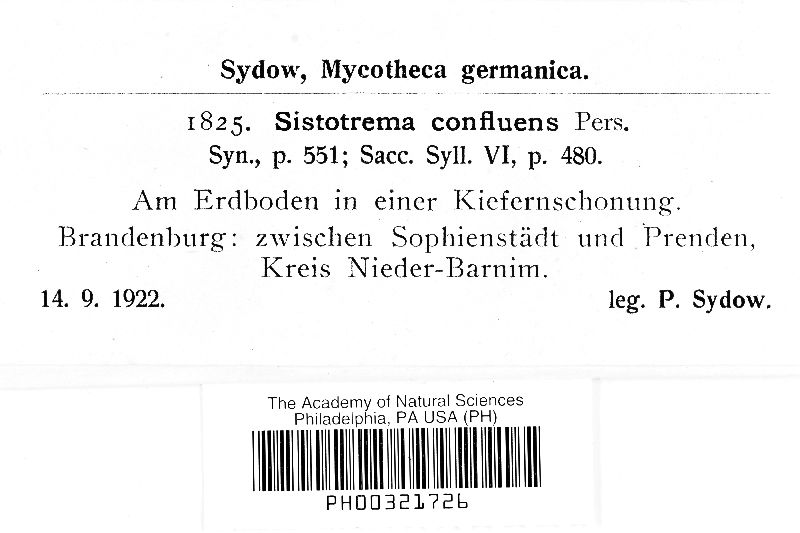 Sydow, Mycotheca germanica.
1825. Sistotrema confluens Pers.
Syn., p. 551; Sacc. Syll. VI, p. 480.
Am Erdboden in einer Kiefernschonung.
Brandenburg: zwischen Sophienstädt und Prenden,
Kreis Nieder-Barnim.
14. 9. 1922. leg. P. Sydow.
The Academy of Natural Sciences
Philadelphia, PA USA (PH)
PH00321726